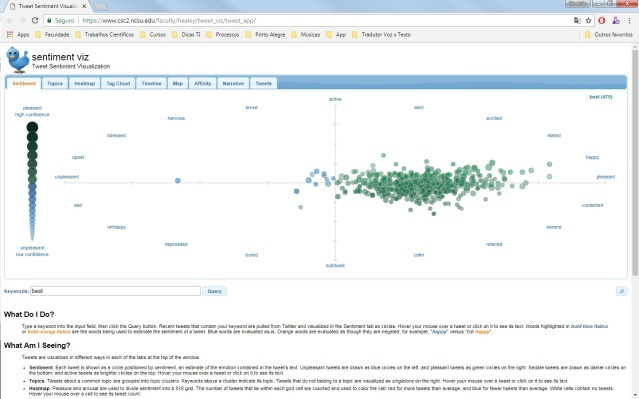 Tweet Sentiment Visualization
Seguro
https://www.csc2.ncsu.edu/faculty/healey/tweet_viz/tweet_app/
Apps Faculdade Trabalhos Científicos Cursos Dicas TI Processos Porto Alegre Musicas App Tradutor Voz x Texto Outros favoritos
sentiment viz
Tweet Sentiment Visualization
Sentiment Topics Heatmap Tag Cloud Timeline Map Affinity Narrative Tweets
best (475)
pleasant
high confidence
unpleasant
low confidence
active
tense alert
nervous excited
stressed elated
upset happy
unpleasant pleasant
sad contented
unhappy serene
depressed relaxed
bored calm
subdued
Keywords: best Query
What Do I Do?
Type a keyword into the input field, then click the Query button. Recent tweets that contain your keyword are pulled from Twitter and visualized in the Sentiment tab as circles. Hover your mouse over a tweet or click on it to see its text. Words highlighted in bold blue italics
or bold orange italics are the words being used to estimate the sentiment of a tweet. Blue words are evaluated as-is. Orange words are evaluated as though they are negated, for example, "happy" versus "not happy".
What Am I Seeing?
Tweets are visualized in different ways in each of the tabs at the top of the window.
• Sentiment. Each tweet is shown as a circle positioned by sentiment, an estimate of the emotion contained in the tweet's text. Unpleasant tweets are drawn as blue circles on the left, and pleasant tweets as green circles on the right. Sedate tweets are drawn as darker circles
on the bottom, and active tweets as brighter circles on the top. Hover your mouse over a tweet or click on it to see its text.
• Topics. Tweets about a common topic are grouped into topic clusters. Keywords above a cluster indicate its topic. Tweets that do not belong to a topic are visualized as singletons on the right. Hover your mouse over a tweet or click on it to see its text.
• Heatmap. Pleasure and arousal are used to divide sentiment into a 8×8 grid. The number of tweets that lie within each grid cell are counted and used to color the cell: red for more tweets than average, and blue for fewer tweets than average. White cells contain no tweets.
Hover your mouse over a cell to see its tweet count.